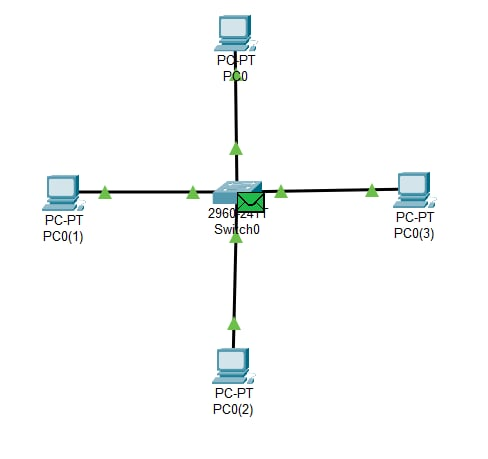 PC-PT
PC0
PC-PT
PC0(1)
2960-24TT
Switch0
PC-PT
PC0(3)
PC-PT
PC0(2)